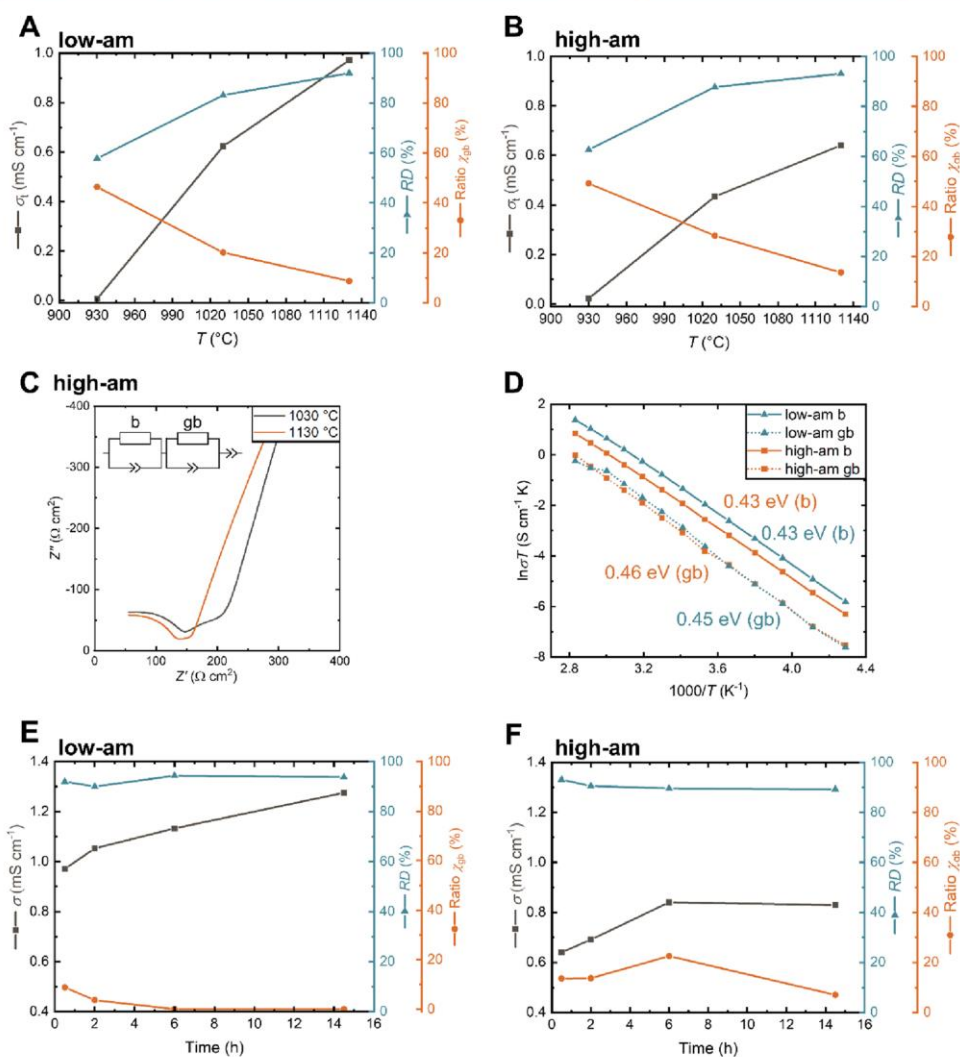 A
low-am
σi (mS cm-1)
1.0
0.8
0.6
0.4
0.2
0.0
900 930 960 990 1020 1050 1080 1110 1140
T (°C)
100
80
60
40
20
0
RD (%)
100
80
60
40
20
0
Ratio χgb (%)
B
high-am
σi (mS cm-1)
1.0
0.8
0.6
0.4
0.2
0.0
900 930 960 990 1020 1050 1080 1110 1140
T (°C)
100
80
60
40
20
0
RD (%)
100
80
60
40
20
0
Ratio χgb (%)
C
high-am
b
gb
1030 °C
1130 °C
Z″ (Ω cm2)
-400
-300
-200
-100
0
0 100 200 300 400
Z′ (Ω cm2)
D
low-am b
low-am gb
high-am b
high-am gb
0.43 eV (b)
0.43 eV (b)
0.46 eV (gb)
0.45 eV (gb)
lnσT (S cm-1 K)
2
0
-2
-4
-6
-8
2.8 3.2 3.6 4.0 4.4
1000/T (K-1)
E
low-am
σ (mS cm-1)
1.4
1.3
1.2
1.0
0.8
0.7
0.5
0.4
0 2 4 6 8 10 12 14 16
Time (h)
100
80
60
40
20
0
RD (%)
100
80
60
40
20
0
Ratio χgb (%)
F
high-am
σ (mS cm-1)
1.4
1.2
1.0
0.8
0.6
0.4
0 2 4 6 8 10 12 14 16
Time (h)
100
80
60
40
20
0
RD (%)
100
80
60
40
20
0
Ratio χgb (%)